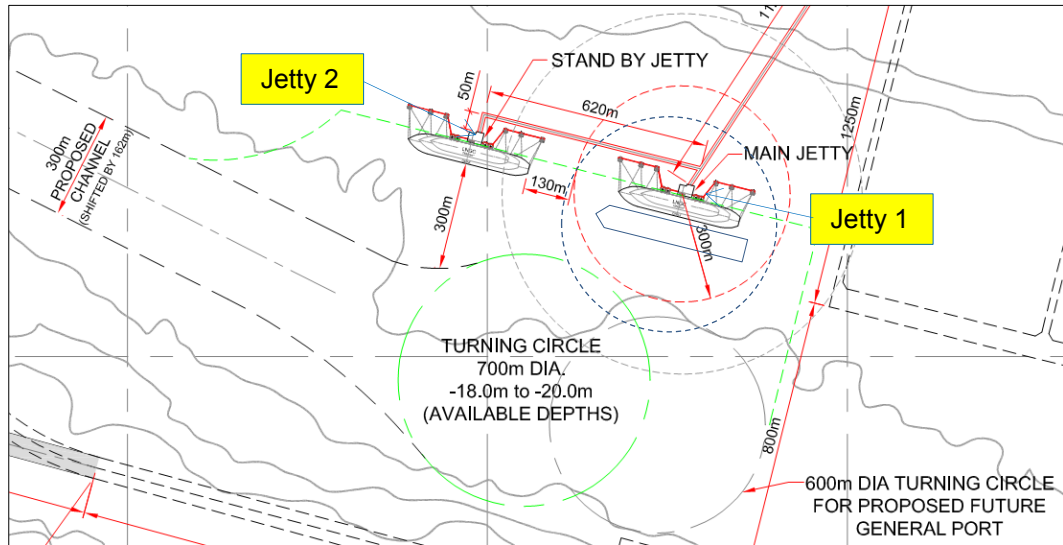 11
Jetty 2
STAND BY JETTY
50m
620m
1250m
MAIN JETTY
300m
PROPOSED
CHANNEL
(SHIFTED BY 162m)
130m
300m
Jetty 1
300m
TURNING CIRCLE
700m DIA.
-18.0m to -20.0m
(AVAILABLE DEPTHS)
800m
600m DIA TURNING CIRCLE
FOR PROPOSED FUTURE
GENERAL PORT